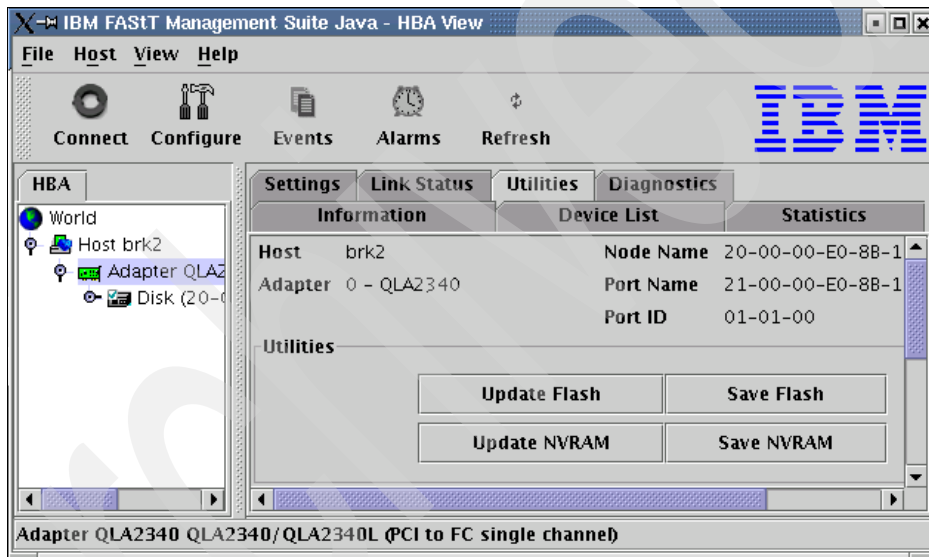 IBM FAStT Management Suite Java - HBA View
File Host View Help
Connect Configure Events Alarms Refresh
IBM
HBA
World
Host brk2
Adapter QLA2
Disk (20-0
Settings Link Status Utilities Diagnostics
Information Device List Statistics
Host brk2 Node Name 20-00-00-E0-8B-1
Adapter 0 - QLA2340 Port Name 21-00-00-E0-8B-1
Port ID 01-01-00
Utilities
Update Flash Save Flash
Update NVRAM Save NVRAM
Adapter QLA2340 QLA2340/QLA2340L (PCI to FC single channel)